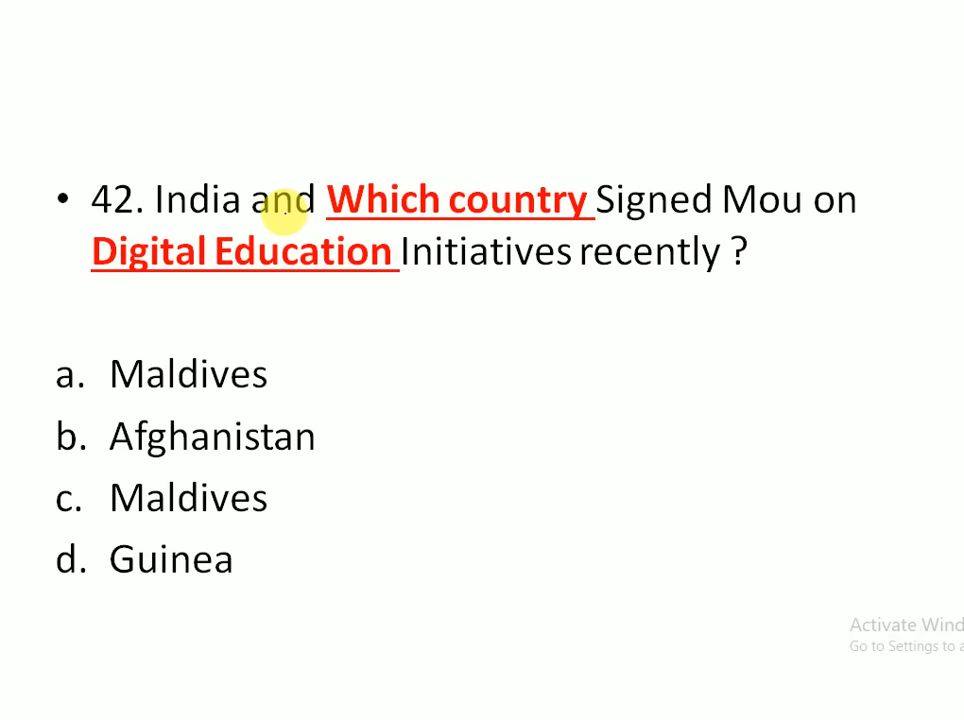 • 42. India and Which country Signed Mou on
Digital Education Initiatives recently ?
a. Maldives
b. Afghanistan
c. Maldives
d. Guinea
Activate Wind
Go to Settings to a